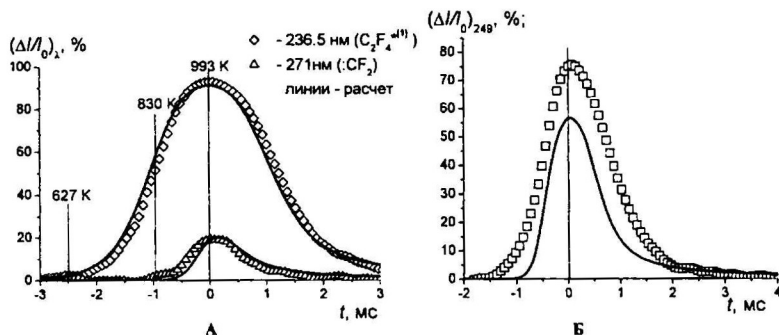 (ΔI/I₀)λ, %
◇ - 236.5 нм (C₂F₄*⁽¹⁾)
△ - 271нм (:CF₂)
линии - расчет
993 K
830 K
627 K
100
80
60
40
20
0
-3 -2 -1 0 1 2 3
t, мс
А
(ΔI/I₀)₂₄₉, %;
80
70
60
50
40
30
20
10
0
-2 -1 0 1 2 3 4
t, мс
Б